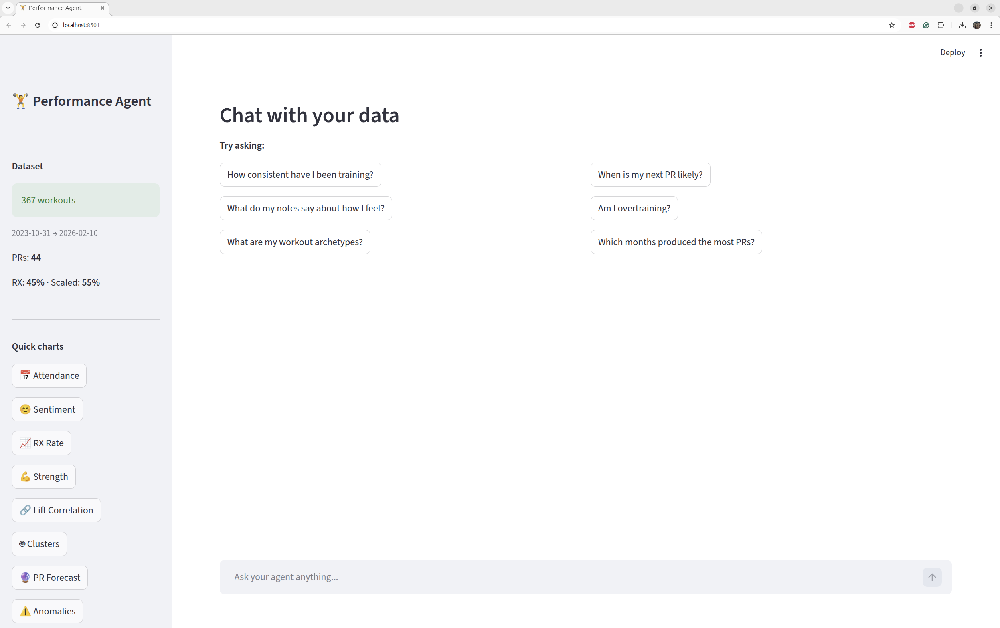 Performance Agent
localhost:8501
ABP
Deploy
Performance Agent
Dataset
367 workouts
2023-10-31 → 2026-02-10
PRs: 44
RX: 45% · Scaled: 55%
Quick charts
July
17
Attendance
Sentiment
RX Rate
Strength
Lift Correlation
Clusters
PR Forecast
Anomalies
Chat with your data
Try asking:
How consistent have I been training?
When is my next PR likely?
What do my notes say about how I feel?
Am I overtraining?
What are my workout archetypes?
Which months produced the most PRs?
Ask your agent anything...